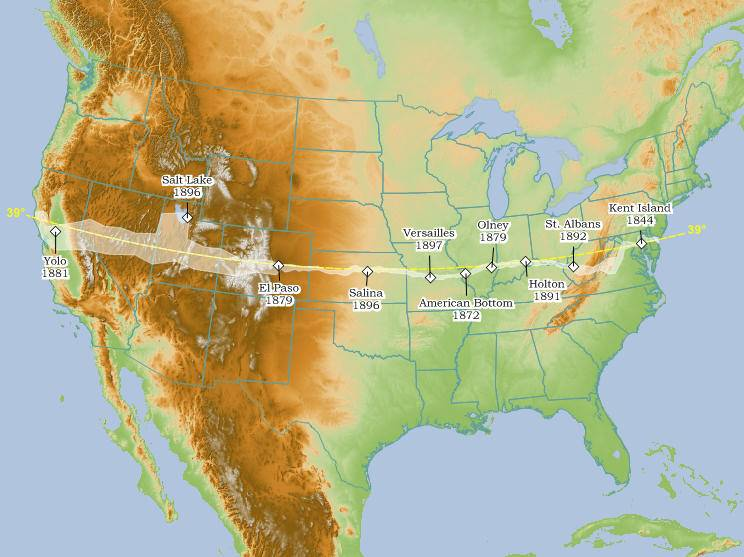 Salt Lake
1896
39°
Yolo
1881
El Paso
1879
Salina
1896
Versailles
1897
American Bottom
1872
Olney
1879
Holton
1891
St. Albans
1892
Kent Island
1844
39°